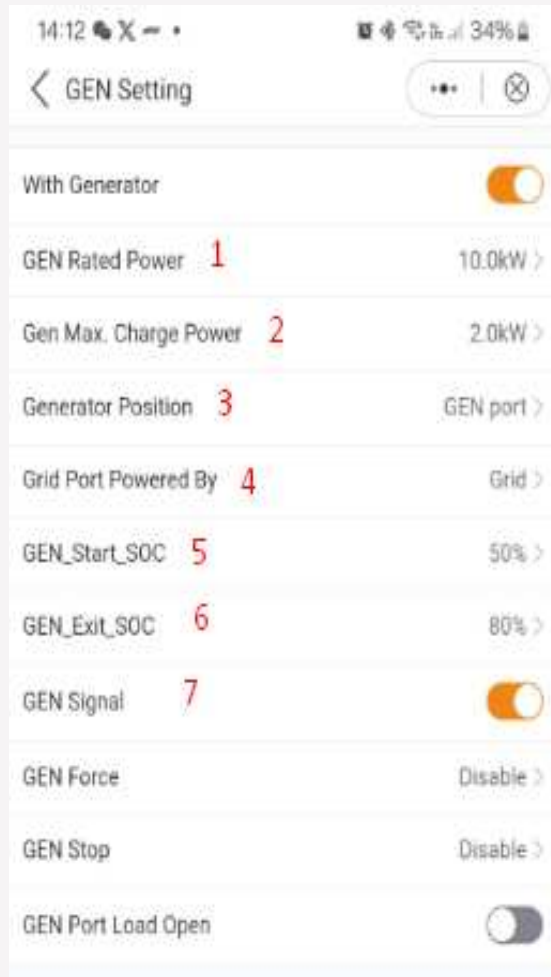 14:12 34%
GEN Setting
With Generator
GEN Rated Power 1 10.0kW
Gen Max. Charge Power 2 2.0kW
Generator Position 3 GEN port
Grid Port Powered By 4 Grid
GEN_Start_SOC 5 50%
GEN_Exit_SOC 6 80%
GEN Signal 7
GEN Force Disable
GEN Stop Disable
GEN Port Load Open